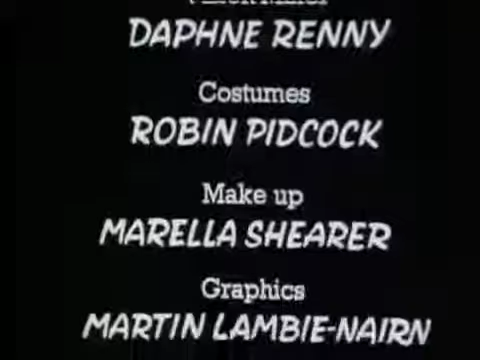 DAPHNE RENNY
Costumes
ROBIN PIDCOCK
Make up
MARELLA SHEARER
Graphics
MARTIN LAMBIE-NAIRN